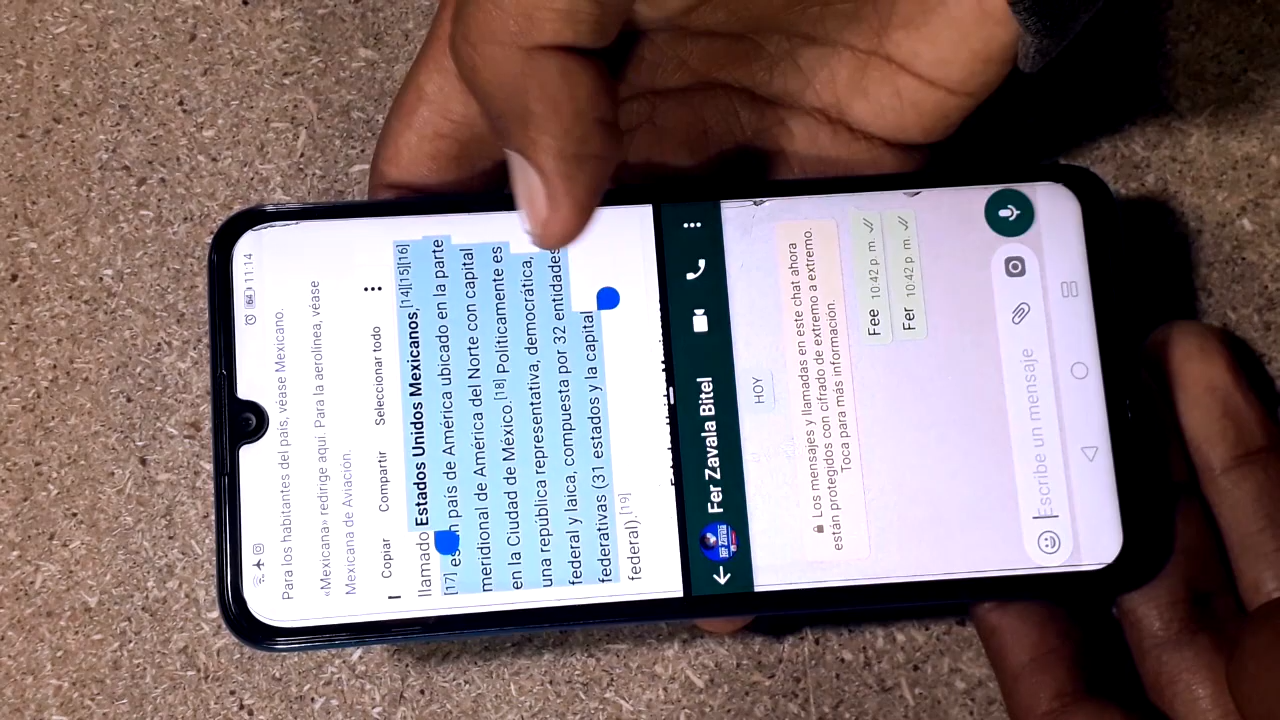 64 11:14
Para los habitantes del país, véase Mexicano.
«Mexicana» redirige aquí. Para la aerolínea, véase
Mexicana de Aviación.
Copiar Compartir Seleccionar todo
llamado Estados Unidos Mexicanos,[14][15][16]
[17] es un país de América ubicado en la parte
meridional de América del Norte con capital
en la Ciudad de México.[18] Políticamente es
una república representativa, democrática,
federal y laica, compuesta por 32 entidades
federativas (31 estados y la capital
federal).[19]
Fer Zavala Bitel
HOY
Los mensajes y llamadas en este chat ahora
están protegidos con cifrado de extremo a extremo.
Toca para más información.
Fee 10:42 p. m.
Fer 10:42 p. m.
Escribe un mensaje